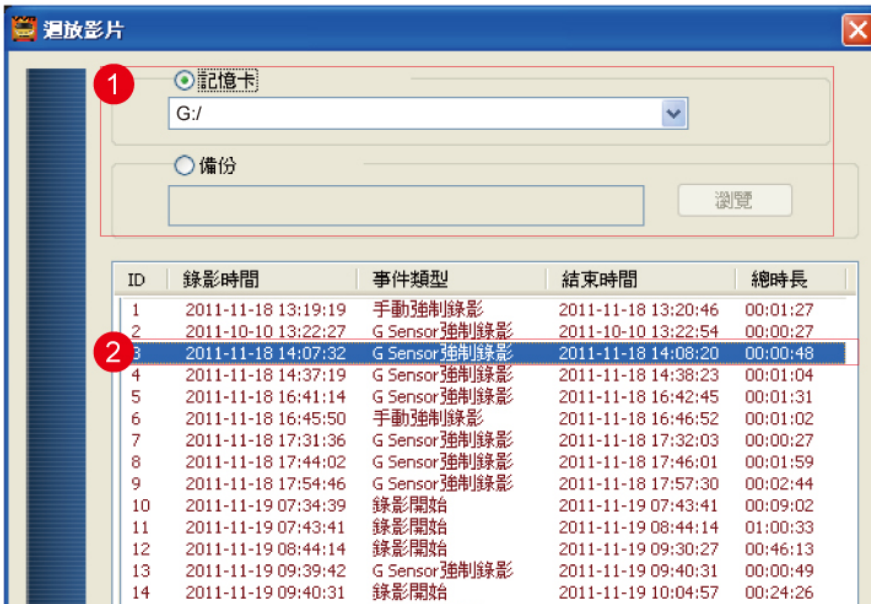 迴放影片
1
記憶卡
G:/
備份
瀏覽
ID 錄影時間 事件類型 結束時間 總時長
1 2011-11-18 13:19:19 手動強制錄影 2011-11-18 13:20:46 00:01:27
2 2011-10-10 13:22:27 G Sensor強制錄影 2011-10-10 13:22:54 00:00:27
2
3 2011-11-18 14:07:32 G Sensor強制錄影 2011-11-18 14:08:20 00:00:48
4 2011-11-18 14:37:19 G Sensor強制錄影 2011-11-18 14:38:23 00:01:04
5 2011-11-18 16:41:14 G Sensor強制錄影 2011-11-18 16:42:45 00:01:31
6 2011-11-18 16:45:50 手動強制錄影 2011-11-18 16:46:52 00:01:02
7 2011-11-18 17:31:36 G Sensor強制錄影 2011-11-18 17:32:03 00:00:27
8 2011-11-18 17:44:02 G Sensor強制錄影 2011-11-18 17:46:01 00:01:59
9 2011-11-18 17:54:46 G Sensor強制錄影 2011-11-18 17:57:30 00:02:44
10 2011-11-19 07:34:39 錄影開始 2011-11-19 07:43:41 00:09:02
11 2011-11-19 07:43:41 錄影開始 2011-11-19 08:44:14 01:00:33
12 2011-11-19 08:44:14 錄影開始 2011-11-19 09:30:27 00:46:13
13 2011-11-19 09:39:42 G Sensor強制錄影 2011-11-19 09:40:31 00:00:49
14 2011-11-19 09:40:31 錄影開始 2011-11-19 10:04:57 00:24:26